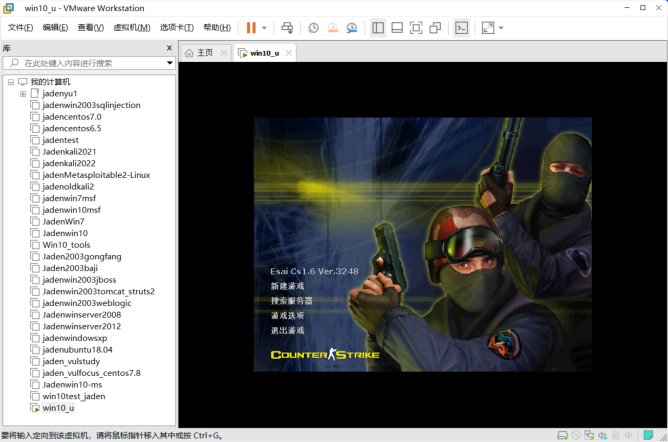 win10_u - VMware Workstation
文件(F) 编辑(E) 查看(V) 虚拟机(M) 选项卡(T) 帮助(H)
库
在此处键入内容进行搜索
我的计算机
jadenyu1
jadenwin2003sqlinjection
jadencentos7.0
jadencentos6.5
jadentest
Jadenkali2021
jadenkali2022
jadenMetasploitable2-Linux
jadenoldkali2
jadenwin7msf
jadenwin10msf
JadenWin7
Jadenwin10
Win10_tools
Jaden2003gongfang
Jaden2003baji
jadenwin2003jboss
Jadenwin2003tomcat_struts2
jadenwin2003weblogic
Jadenwinserver2008
Jadenwinserver2012
jadenwindowsxp
jadenubuntu18.04
jaden_vulstudy
jaden_vulfocus_centos7.8
Jadenwin10-ms
win10test_jaden
win10_u
主页
win10_u
Esai Cs1.6 Ver.3248
新建游戏
搜索服务器
游戏选项
退出游戏
COUNTER STRIKE
要将输入定向到该虚拟机，请将鼠标指针移入其中或按 Ctrl+G。